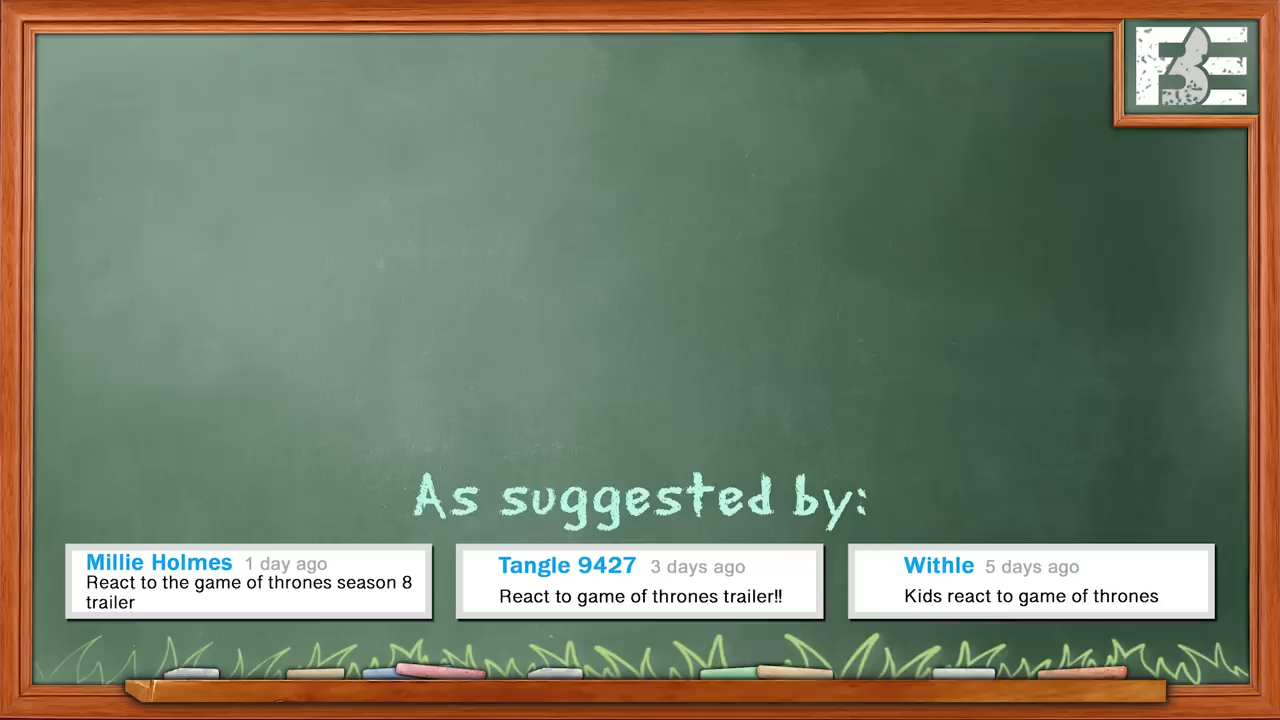 FBE
As suggested by:
Millie Holmes 1 day ago
React to the game of thrones season 8
trailer
Tangle 9427 3 days ago
React to game of thrones trailer!!
Withle 5 days ago
Kids react to game of thrones